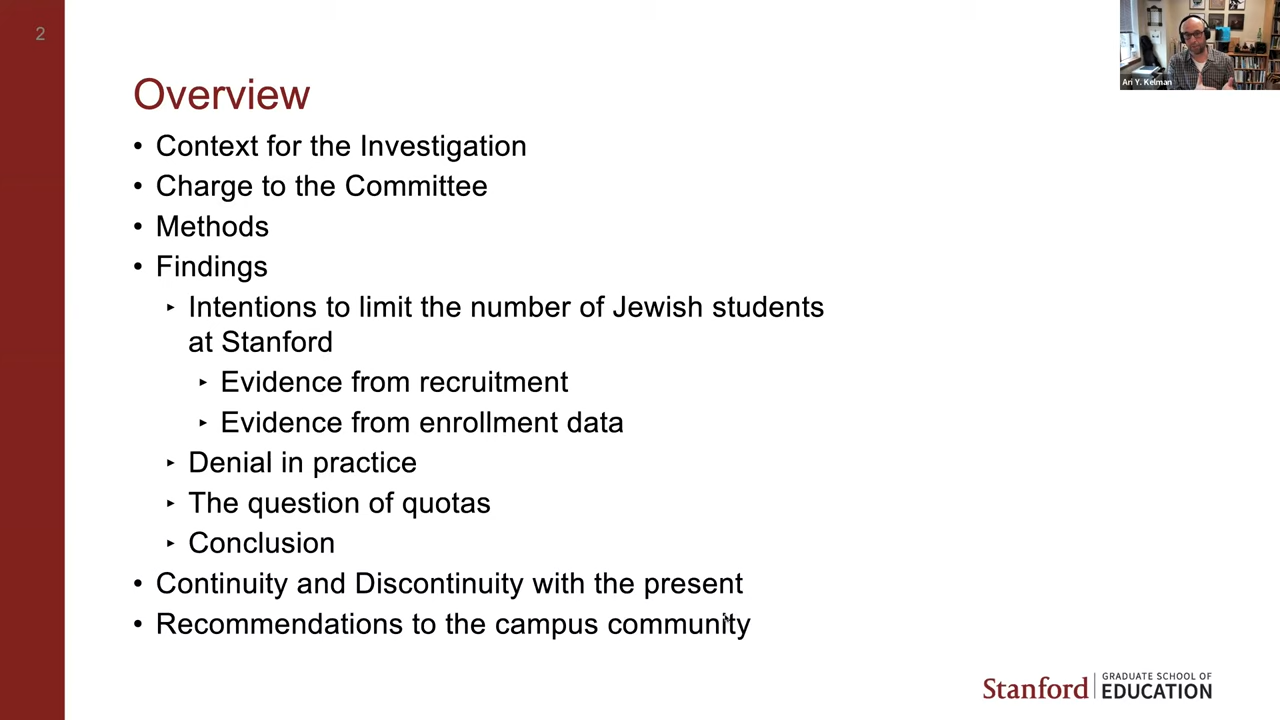 2
Overview
• Context for the Investigation
• Charge to the Committee
• Methods
• Findings
‣ Intentions to limit the number of Jewish students
at Stanford
‣ Evidence from recruitment
‣ Evidence from enrollment data
‣ Denial in practice
‣ The question of quotas
‣ Conclusion
• Continuity and Discontinuity with the present
• Recommendations to the campus community
Ari Y. Kelman
Stanford
GRADUATE SCHOOL OF
EDUCATION